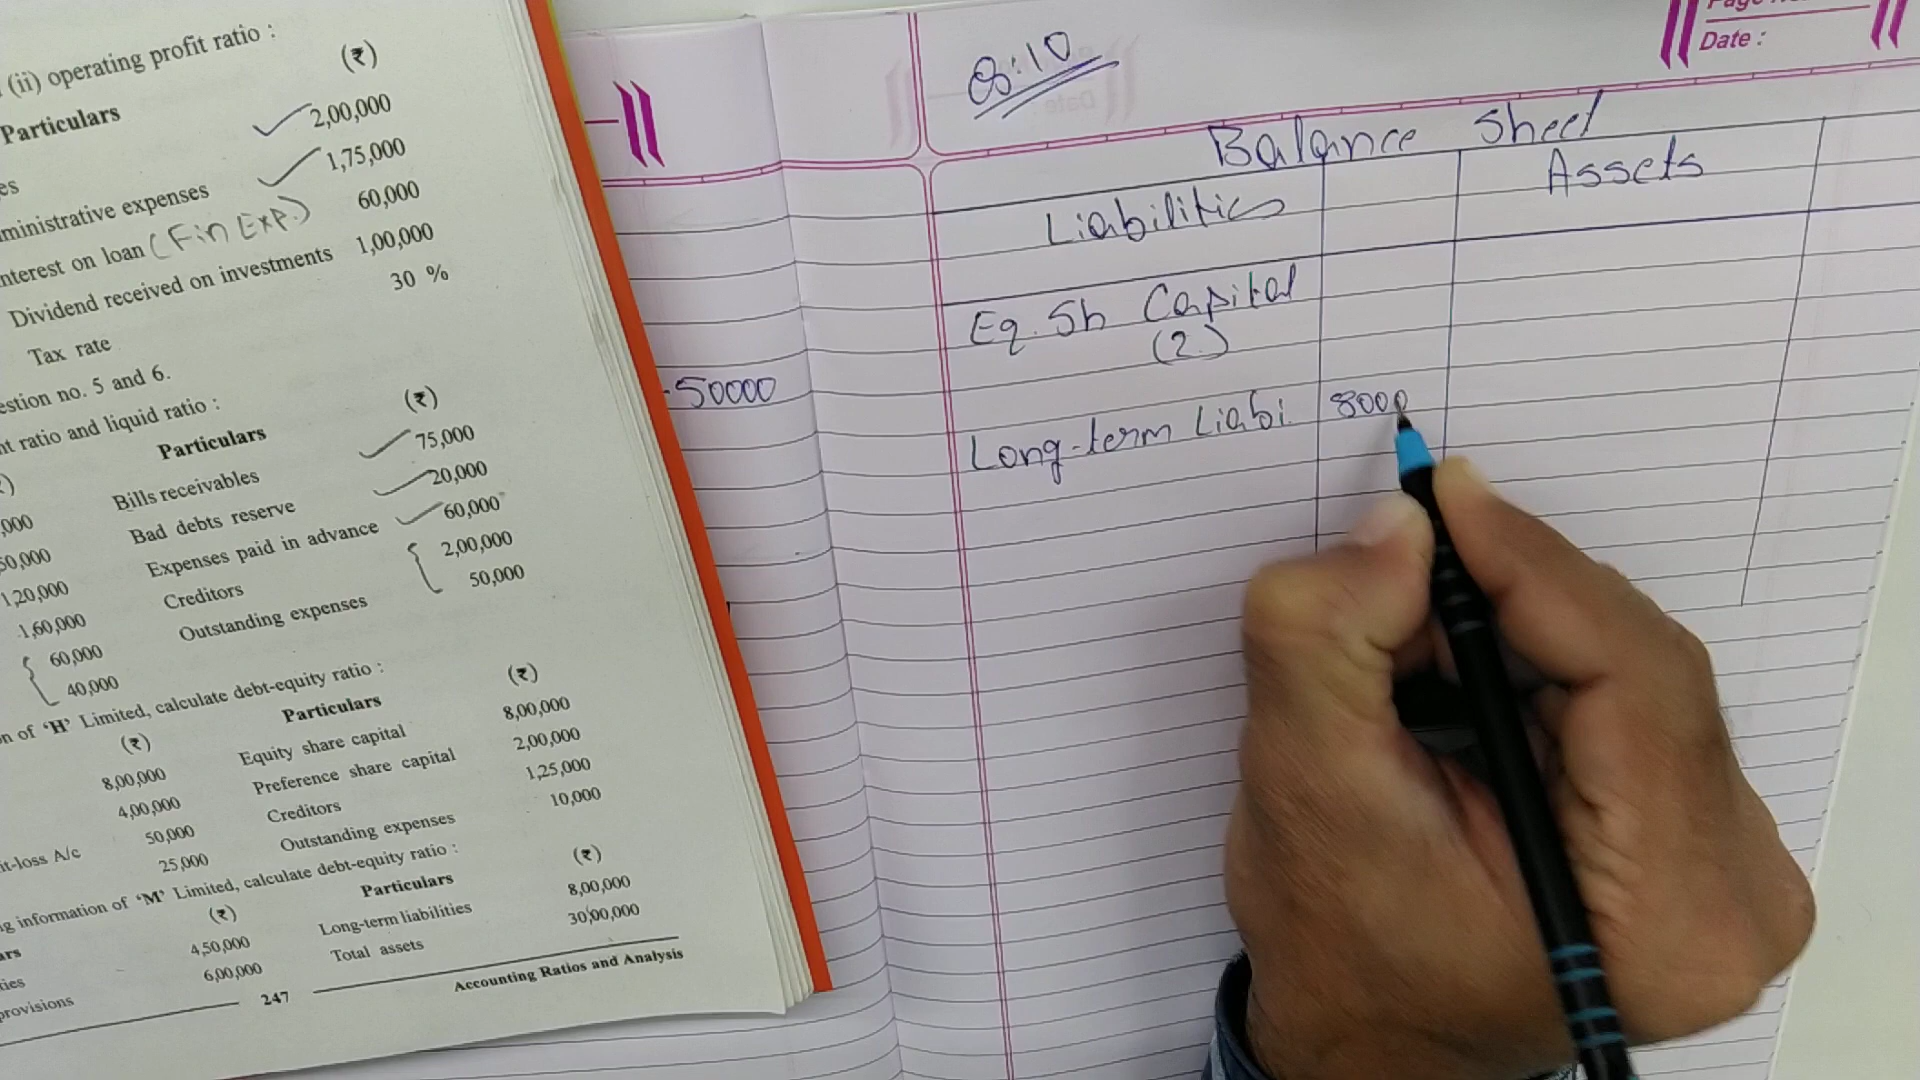 (ii) operating profit ratio :
(₹)
Particulars
2,00,000
es
1,75,000
ministrative expenses
60,000
nterest on loan (Fin Exp.)
1,00,000
Dividend received on investments
30 %
Tax rate
estion no. 5 and 6.
nt ratio and liquid ratio :
(₹)
Particulars
75,000
Bills receivables
20,000
,000
Bad debts reserve
60,000
50,000
Expenses paid in advance
2,00,000
1,20,000
Creditors
50,000
1,60,000
Outstanding expenses
60,000
40,000
n of ‘H’ Limited, calculate debt-equity ratio :
(₹)
Particulars
(₹)
8,00,000
Equity share capital
8,00,000
2,00,000
Preference share capital
4,00,000
1,25,000
Creditors
50,000
10,000
it-loss A/c
Outstanding expenses
25,000
g information of ‘M’ Limited, calculate debt-equity ratio :
(₹)
Particulars
(₹)
ars
4,50,000
Long-term liabilities
8,00,000
ties
6,00,000
Total assets
30,00,000
provisions
247
Accounting Ratios and Analysis
50000
Date :
8:10
Balance Sheet
Liabilities
Assets
Eq. Sh Capital
(2.)
Long-term Liabi. 8000